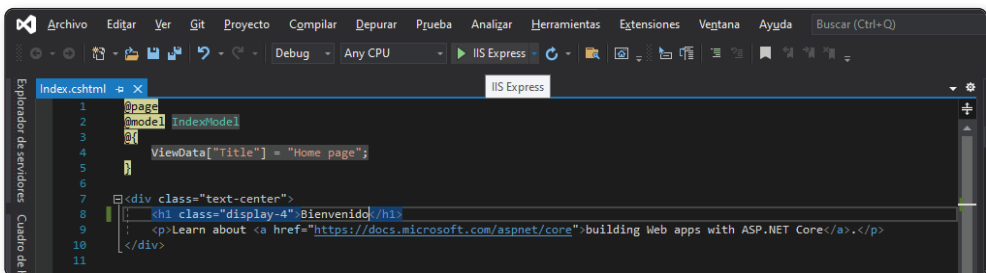 Archivo Editar Ver Git Proyecto Compilar Depurar Prueba Analizar Herramientas Extensiones Ventana Ayuda Buscar (Ctrl+Q)
Debug Any CPU IIS Express
Index.cshtml
IIS Express
Explorador de servidores
Cuadro de
1 @page
2 @model IndexModel
3 @{
4 ViewData["Title"] = "Home page";
5 }
6
7 <div class="text-center">
8 <h1 class="display-4">Bienvenido</h1>
9 <p>Learn about <a href="https://docs.microsoft.com/aspnet/core">building Web apps with ASP.NET Core</a>.</p>
10 </div>
11